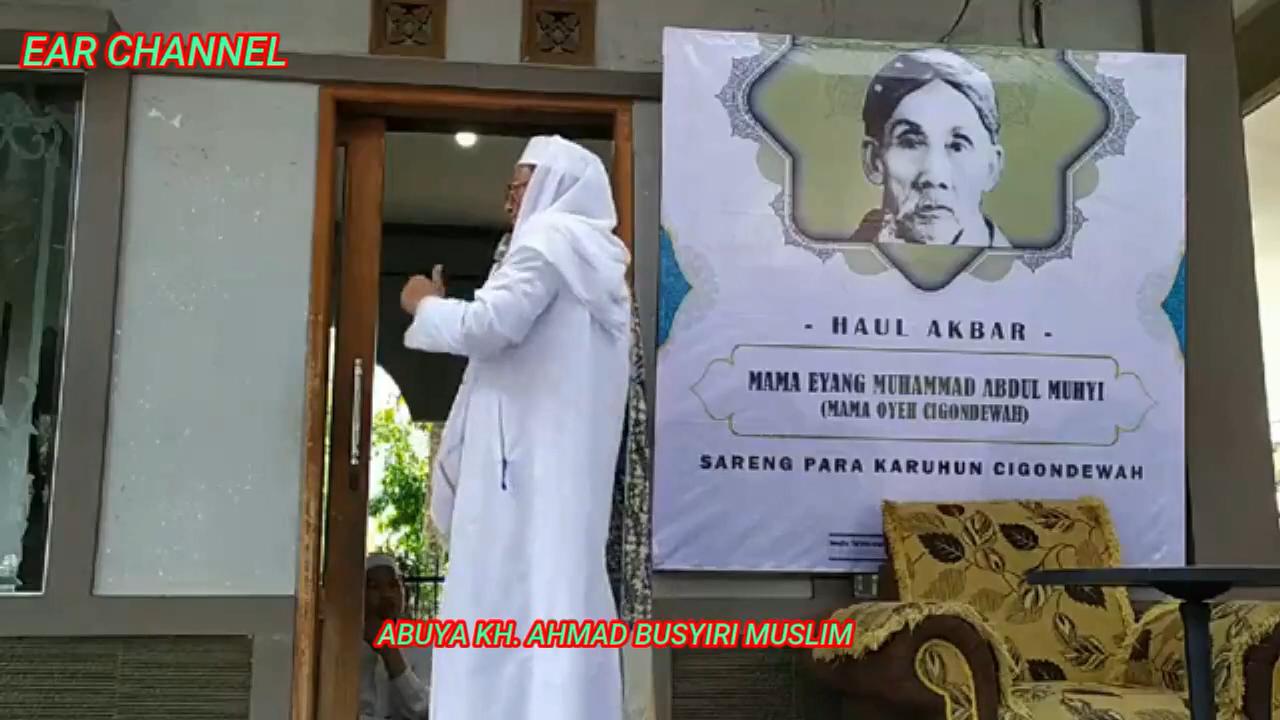 EAR CHANNEL
- HAUL AKBAR -
MAMA EYANG MUHAMMAD ABDUL MUHYI
(MAMA OYEH CIGONDEWAH)
SARENG PARA KARUHUN CIGONDEWAH
ABUYA KH. AHMAD BUSYIRI MUSLIM